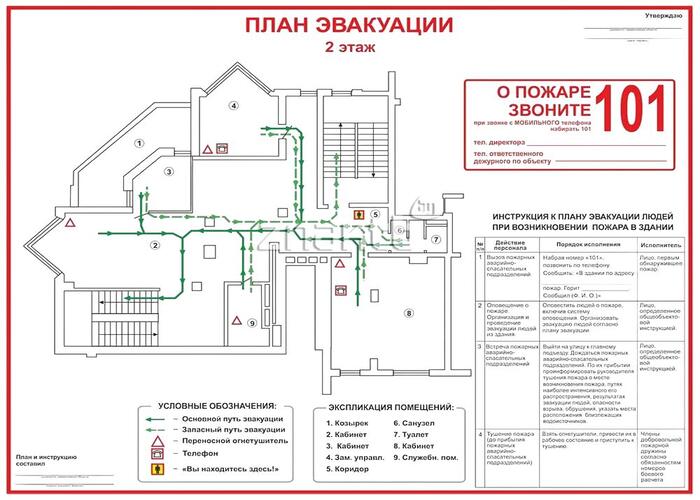 ПЛАН ЭВАКУАЦИИ
2 этаж
Утверждаю
О ПОЖАРЕ
ЗВОНИТЕ
101
при звонке с МОБИЛЬНОГО телефона
набирать 101
тел. директора
тел. ответственного
дежурного по объекту
1
2
3
4
5
6
7
8
9
ИНСТРУКЦИЯ К ПЛАНУ ЭВАКУАЦИИ ЛЮДЕЙ
ПРИ ВОЗНИКНОВЕНИИ ПОЖАРА В ЗДАНИИ
№ п/п
Действие персонала
Порядок исполнения
Исполнитель
1
Вызов пожарных
аварийно-
спасательных
подразделений
Набрав номер «101».
позвонить по телефону
Сообщить: «В здании по адресу
пожар. Горит
Сообщил (Ф. И. О.)»
Лицо, первым
обнаружившее
пожар.
2
Оповещение о
пожаре.
Организация и
проведение
эвакуации людей
из здания.
Оповестить людей о пожаре,
включив систему
оповещения. Организовать
эвакуацию людей согласно
плану эвакуации
Лицо,
определенное
общеобъекто-
вой
инструкцией.
3
Встреча пожарных
аварийно-
спасательных
подразделений.
Выйти на улицу к главному
подъезду. Дождаться пожарных
аварийно-спасательных
подразделений. По их прибытии
проинформировать руководителя
тушения пожара о месте
возникновения пожара, путях
наиболее интенсивного его
распространения, результатах
эвакуации людей, опасности
взрыва, обрушения, указать места
расположения близлежащих
водоисточников.
Лицо,
определенное
общеобъекто-
вой
инструкцией.
4
Тушение пожара
(до прибытия
пожарных
аварийно-
спасательных
подразделений)
Взять огнетушители, привести их в
рабочее состояние и приступить к
тушению.
Члены
добровольной
пожарной
дружины
согласно
обязанностям
номеров
боевого
расчета
УСЛОВНЫЕ ОБОЗНАЧЕНИЯ:
Основной путь эвакуации
Запасный путь эвакуации
Переносной огнетушитель
Телефон
«Вы находитесь здесь!»
ЭКСПЛИКАЦИЯ ПОМЕЩЕНИЙ:
1. Козырек
2. Кабинет
3. Кабинет
4. Зам. управл.
5. Коридор
6. Санузел
7. Туалет
8. Кабинет
9. Служебн. пом.
План и инструкцию
составил